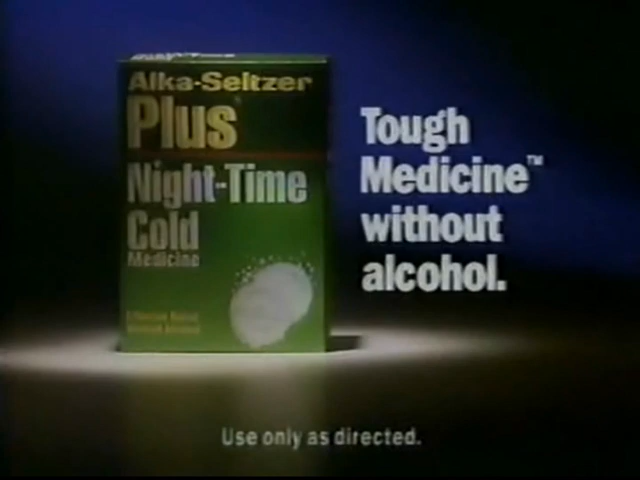 Alka-Seltzer
Plus
Night-Time
Cold
Medicine
Tough
Medicine™
without
alcohol.
Use only as directed.